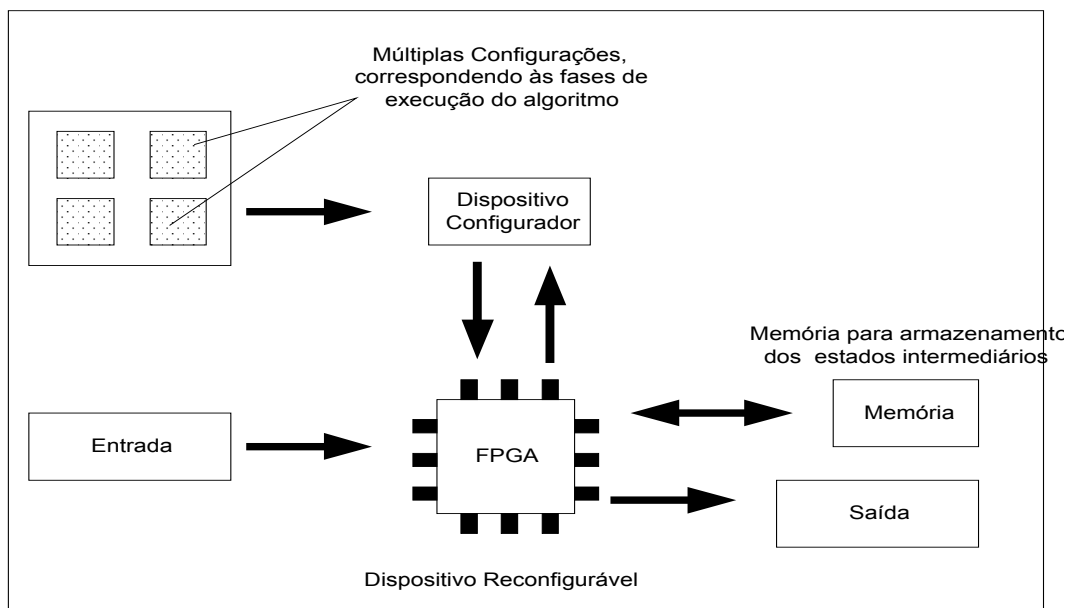 Múltiplas Configurações,
correspondendo às fases de
execução do algoritmo
Dispositivo
Configurador
Memória para armazenamento
dos estados intermediários
Memória
Entrada
FPGA
Saída
Dispositivo Reconfigurável